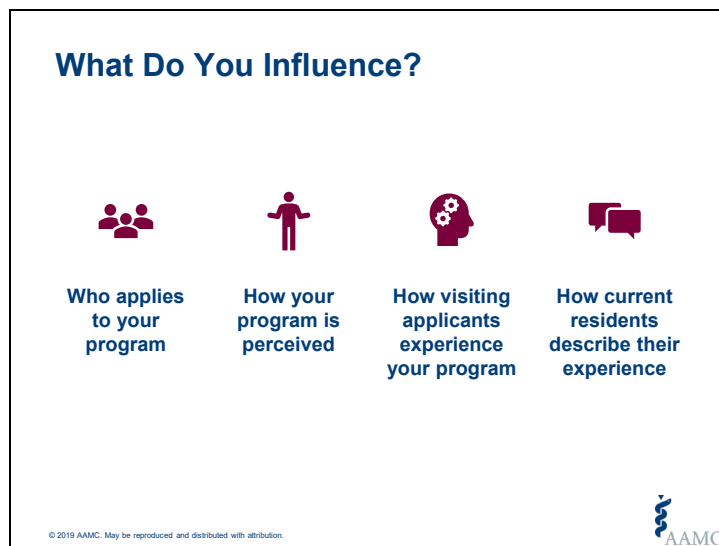 What Do You Influence?
Who applies
to your
program
How your
program is
perceived
How visiting
applicants
experience
your program
How current
residents
describe their
experience
© 2019 AAMC. May be reproduced and distributed with attribution.
AAMC